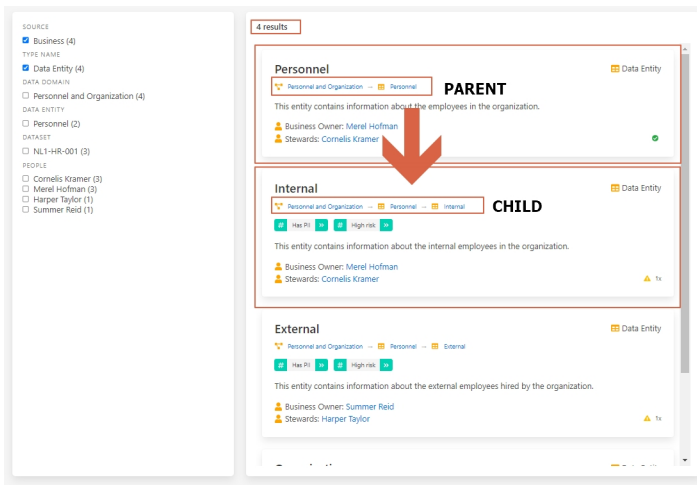 SOURCE
Business (4)
TYPE NAME
Data Entity (4)
DATA DOMAIN
Personnel and Organization (4)
DATA ENTITY
Personnel (2)
DATASET
NL1-HR-001 (3)
PEOPLE
Cornelis Kramer (3)
Merel Hofman (3)
Harper Taylor (1)
Summer Reid (1)
4 results
Personnel Data Entity
Personnel and Organization → Personnel PARENT
This entity contains information about the employees in the organization.
Business Owner: Merel Hofman
Stewards: Cornelis Kramer
Internal Data Entity
Personnel and Organization → Personnel → Internal CHILD
# Has PII » # High risk »
This entity contains information about the internal employees in the organization.
Business Owner: Merel Hofman
Stewards: Cornelis Kramer 1x
External Data Entity
Personnel and Organization → Personnel → External
# Has PII » # High risk »
This entity contains information about the external employees hired by the organization.
Business Owner: Summer Reid
Stewards: Harper Taylor 1x